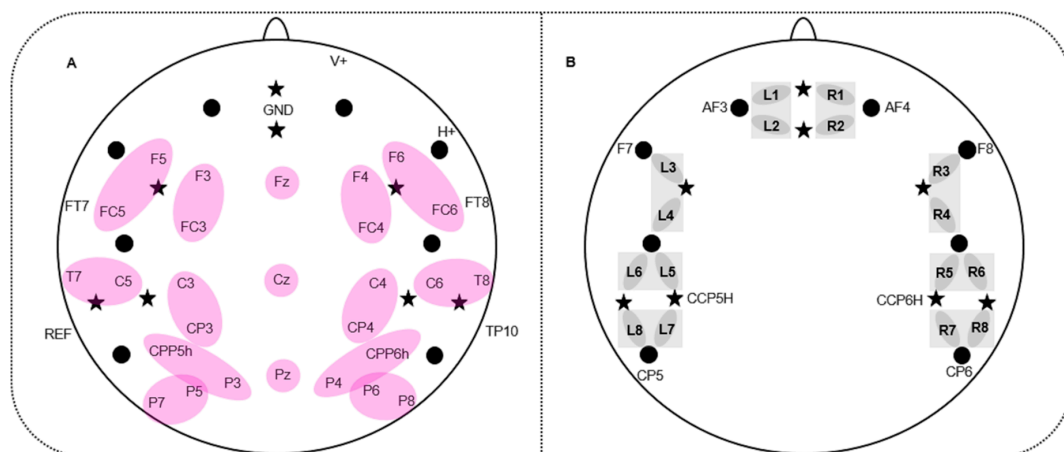 A
V+
GND
H+
F5
F6
F3
Fz
F4
FT7
FC5
FC3
FC4
FC6
FT8
T7
C5
C3
Cz
C4
C6
T8
REF
CP3
CP4
TP10
CPP5h
CPP6h
P3
Pz
P4
P7
P5
P6
P8
B
L1
R1
AF3
AF4
L2
R2
F7
F8
L3
R3
L4
R4
L6
L5
R5
R6
CCP5H
CCP6H
L8
L7
R7
R8
CP5
CP6